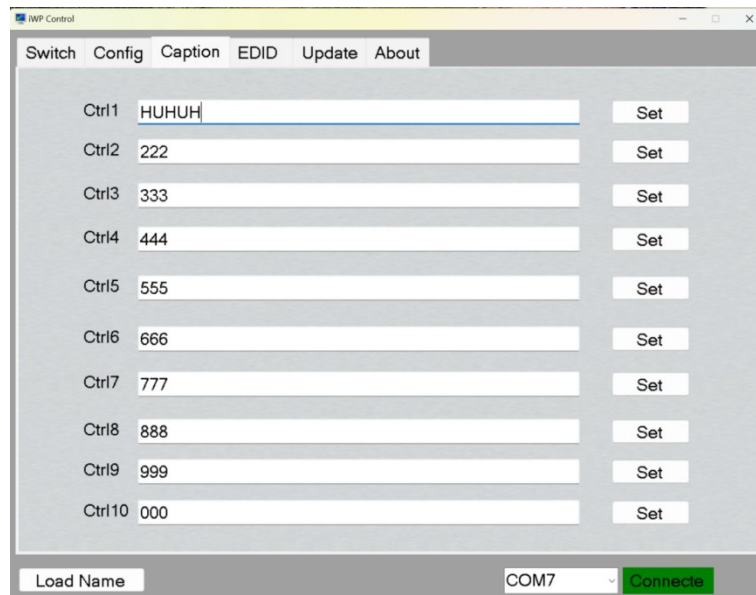 iWP Control
Switch Config Caption EDID Update About
Ctrl1 HUHUH Set
Ctrl2 222 Set
Ctrl3 333 Set
Ctrl4 444 Set
Ctrl5 555 Set
Ctrl6 666 Set
Ctrl7 777 Set
Ctrl8 888 Set
Ctrl9 999 Set
Ctrl10 000 Set
Load Name COM7 Connecte